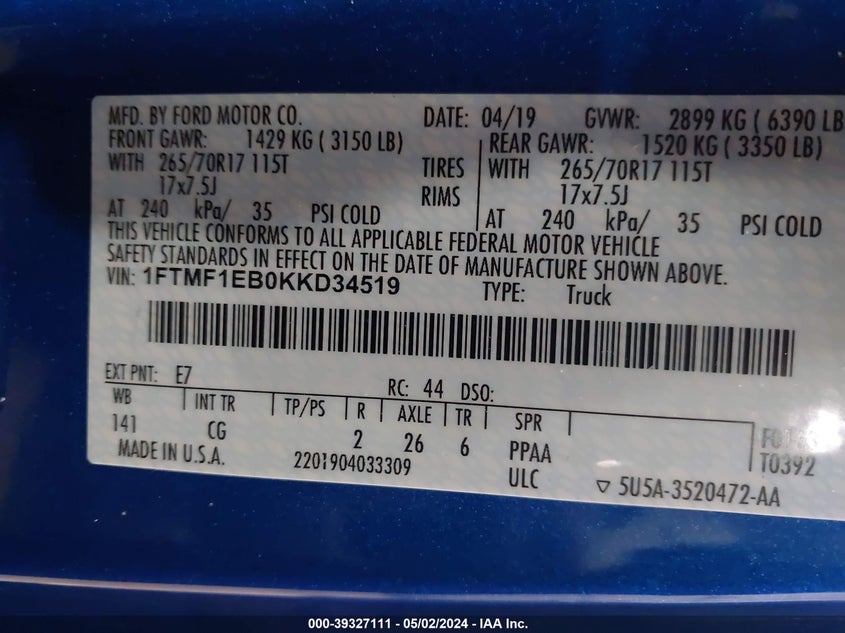 MFD. BY FORD MOTOR CO. DATE: 04/19 GVWR: 2899 KG ( 6390 LB
FRONT GAWR: 1429 KG ( 3150 LB) REAR GAWR: 1520 KG ( 3350 LB)
WITH 265/70R17 115T TIRES WITH 265/70R17 115T
17x7.5J RIMS 17x7.5J
AT 240 kPa/ 35 PSI COLD AT 240 kPa/ 35 PSI COLD
THIS VEHICLE CONFORMS TO ALL APPLICABLE FEDERAL MOTOR VEHICLE
SAFETY STANDARDS IN EFFECT ON THE DATE OF MANUFACTURE SHOWN ABOVE.
VIN: 1FTMF1EB0KKD34519 TYPE: Truck
EXT PNT: E7 RC: 44 DSO:
WB INT TR TP/PS R AXLE TR SPR
141 CG 2 26 6 PPAA T0392
MADE IN U.S.A. 2201904033309 ULC ▽ 5U5A-3520472-AA
000-39327111 — 05/02/2024 — IAA Inc.